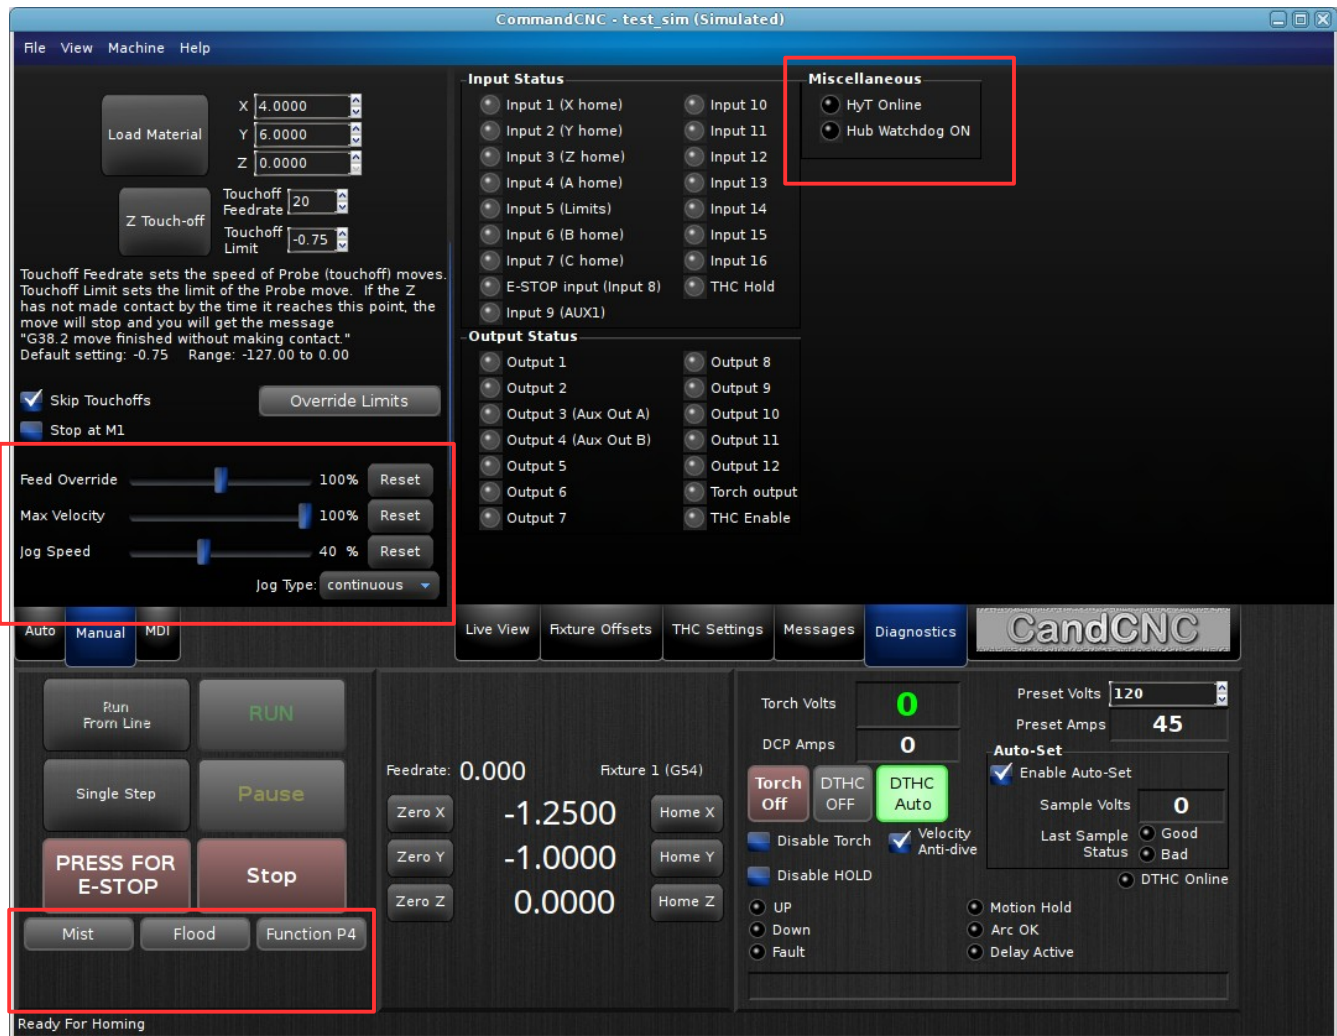 CommandCNC - test_sim (Simulated)
File View Machine Help
Load Material
X 4.0000
Y 6.0000
Z 0.0000
Z Touch-off
Touchoff
Feedrate 20
Touchoff
Limit -0.75
Touchoff Feedrate sets the speed of Probe (touchoff) moves.
Touchoff Limit sets the limit of the Probe move. If the Z
has not made contact by the time it reaches this point, the
move will stop and you will get the message
"G38.2 move finished without making contact."
Default setting: -0.75 Range: -127.00 to 0.00
Skip Touchoffs
Override Limits
Stop at M1
Feed Override 100% Reset
Max Velocity 100% Reset
Jog Speed 40 % Reset
Jog Type: continuous
Input Status
Input 1 (X home)
Input 2 (Y home)
Input 3 (Z home)
Input 4 (A home)
Input 5 (Limits)
Input 6 (B home)
Input 7 (C home)
E-STOP input (Input 8)
Input 9 (AUX1)
Input 10
Input 11
Input 12
Input 13
Input 14
Input 15
Input 16
THC Hold
Miscellaneous
HyT Online
Hub Watchdog ON
Output Status
Output 1
Output 2
Output 3 (Aux Out A)
Output 4 (Aux Out B)
Output 5
Output 6
Output 7
Output 8
Output 9
Output 10
Output 11
Output 12
Torch output
THC Enable
Auto Manual MDI
Live View Fixture Offsets THC Settings Messages Diagnostics
CandCNC
Run
From Line
RUN
Single Step
Pause
PRESS FOR
E-STOP
Stop
Mist Flood Function P4
Feedrate: 0.000 Fixture 1 (G54)
Zero X -1.2500 Home X
Zero Y -1.0000 Home Y
Zero Z 0.0000 Home Z
Torch Volts 0
DCP Amps 0
Torch
Off
DTHC
OFF
DTHC
Auto
Disable Torch
Velocity
Anti-dive
Disable HOLD
Preset Volts 120
Preset Amps 45
Auto-Set
Enable Auto-Set
Sample Volts 0
Last Sample
Status
Good
Bad
DTHC Online
UP
Down
Fault
Motion Hold
Arc OK
Delay Active
Ready For Homing